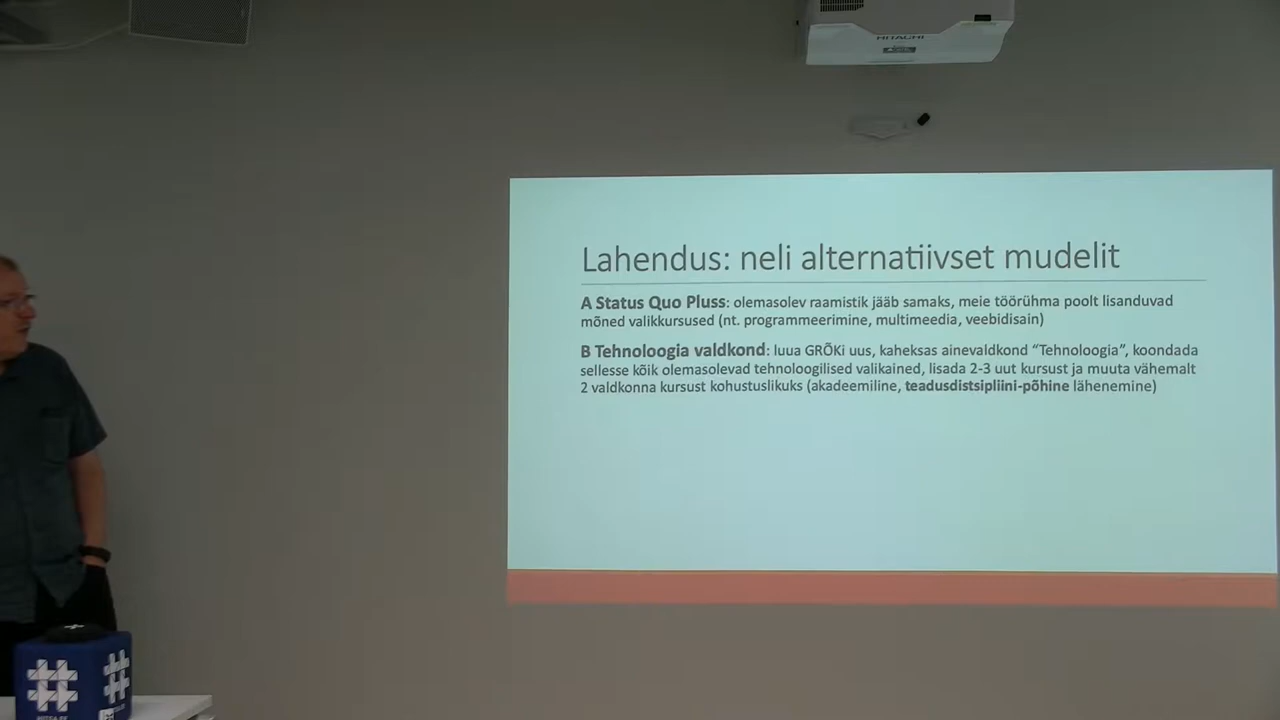 HITACHI
Lahendus: neli alternatiivset mudelit
A Status Quo Pluss: olemasolev raamistik jääb samaks, meie töörühma poolt lisanduvad
mõned valikkursused (nt. programmeerimine, multimeedia, veebidisain)
B Tehnoloogia valdkond: luua GRÕKi uus, kaheksas ainevaldkond “Tehnoloogia”, koondada
sellesse kõik olemasolevad tehnoloogilised valikained, lisada 2-3 uut kursust ja muuta vähemalt
2 valdkonna kursust kohustuslikuks (akadeemiline, teadusdistsipliini-põhine lähenemine)